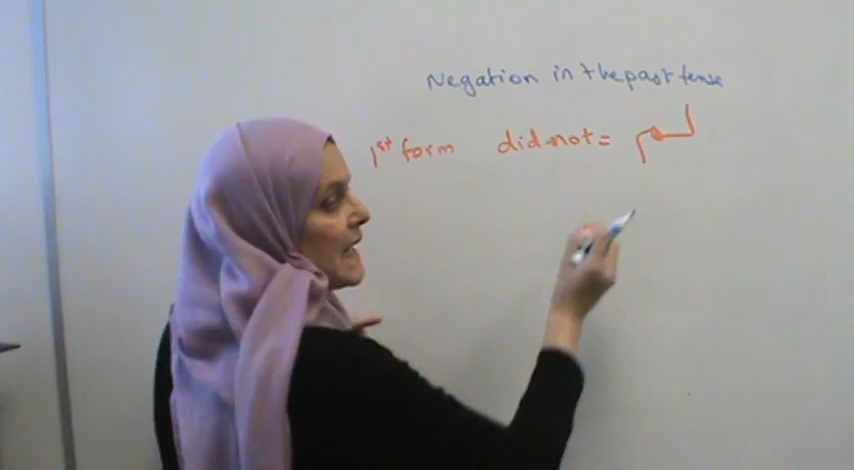 Negation in the past tense
1st form did not = لم